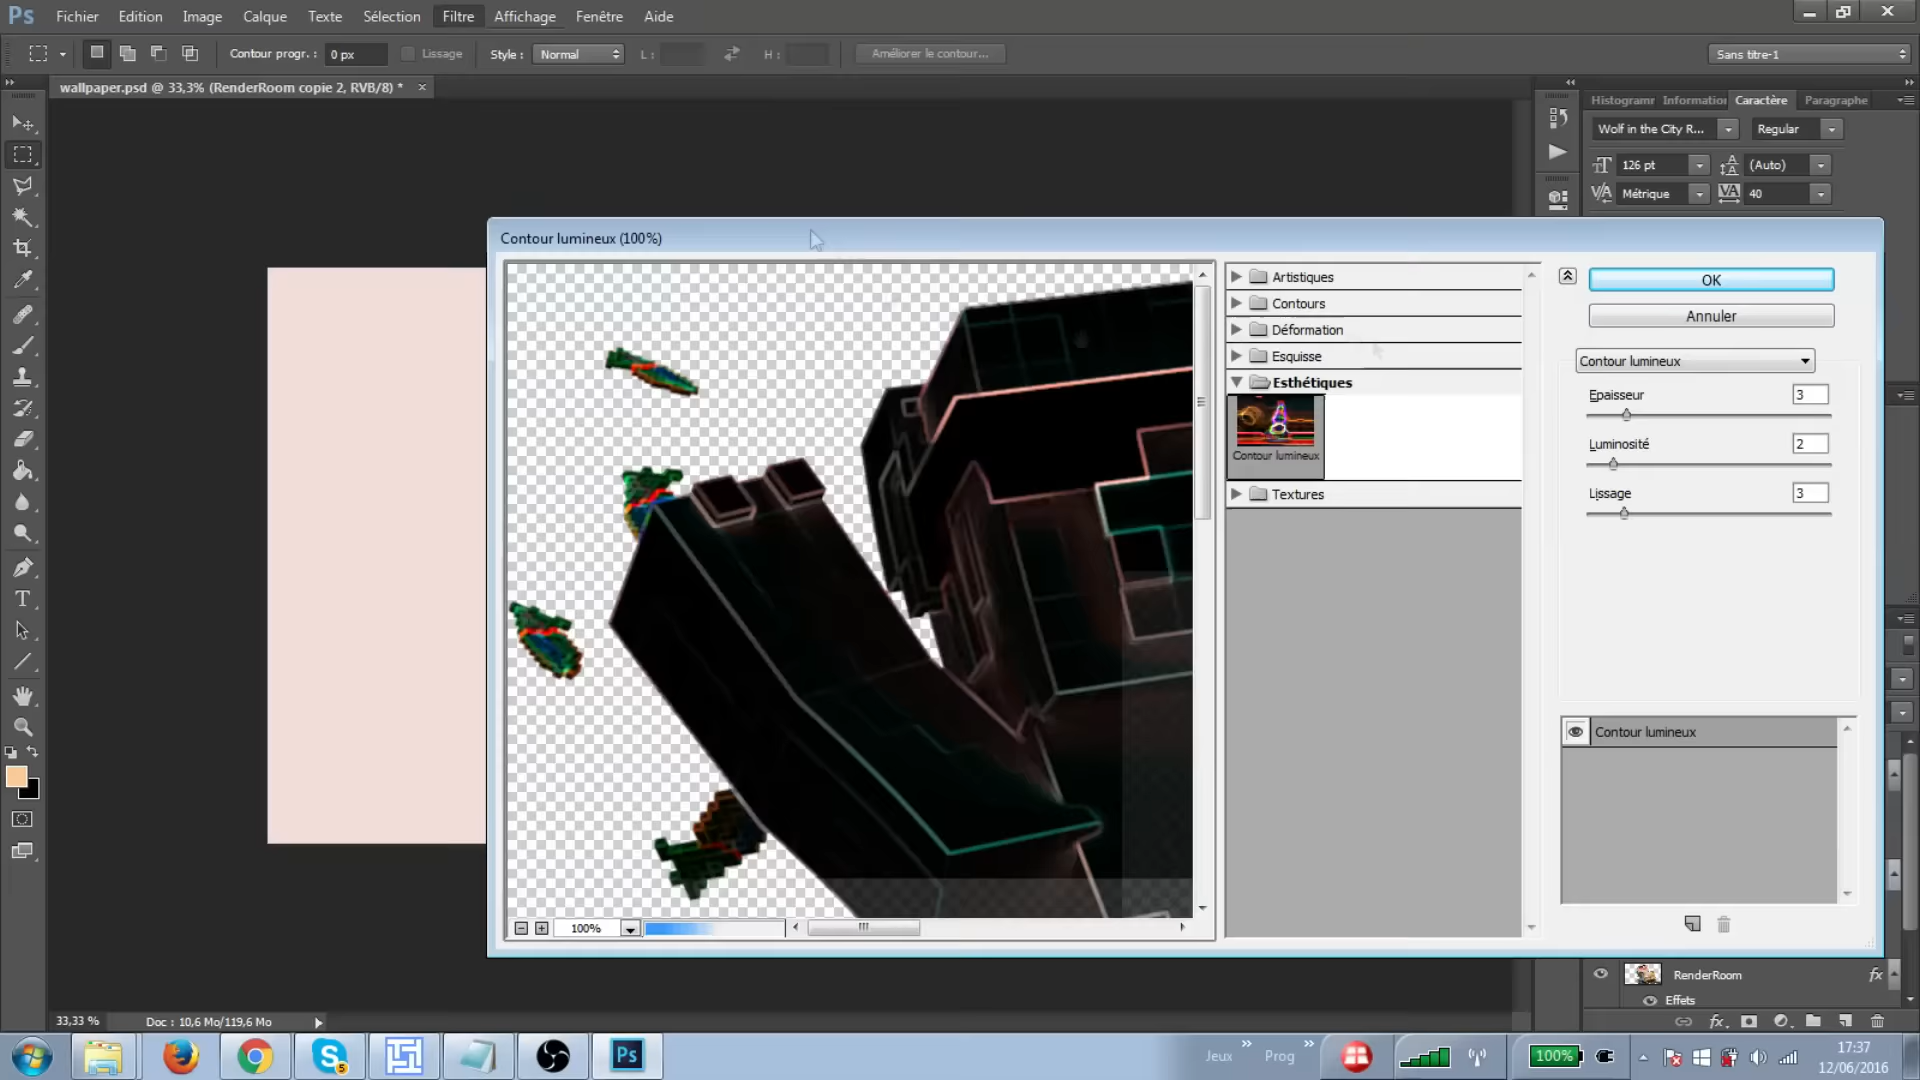 Ps Fichier Edition Image Calque Texte Sélection Filtre Affichage Fenêtre Aide
Contour progr. : 0 px Lissage Style : Normal L : H : Améliorer le contour... Sans titre-1
wallpaper.psd @ 33,3% (RenderRoom copie 2, RVB/8) * ×
Histogramr Information Caractère Paragraphe
Wolf in the City R... Regular
126 pt (Auto)
Métrique 40
Contour lumineux (100%)
Artistiques
Contours
Déformation
Esquisse
Esthétiques
Contour lumineux
Textures
OK
Annuler
Contour lumineux
Epaisseur 3
Luminosité 2
Lissage 3
Contour lumineux
100%
RenderRoom fx
Effets
33,33 % Doc : 10,6 Mo/119,6 Mo
5 Ps Jeux » Prog » 100% 17:37
12/06/2016